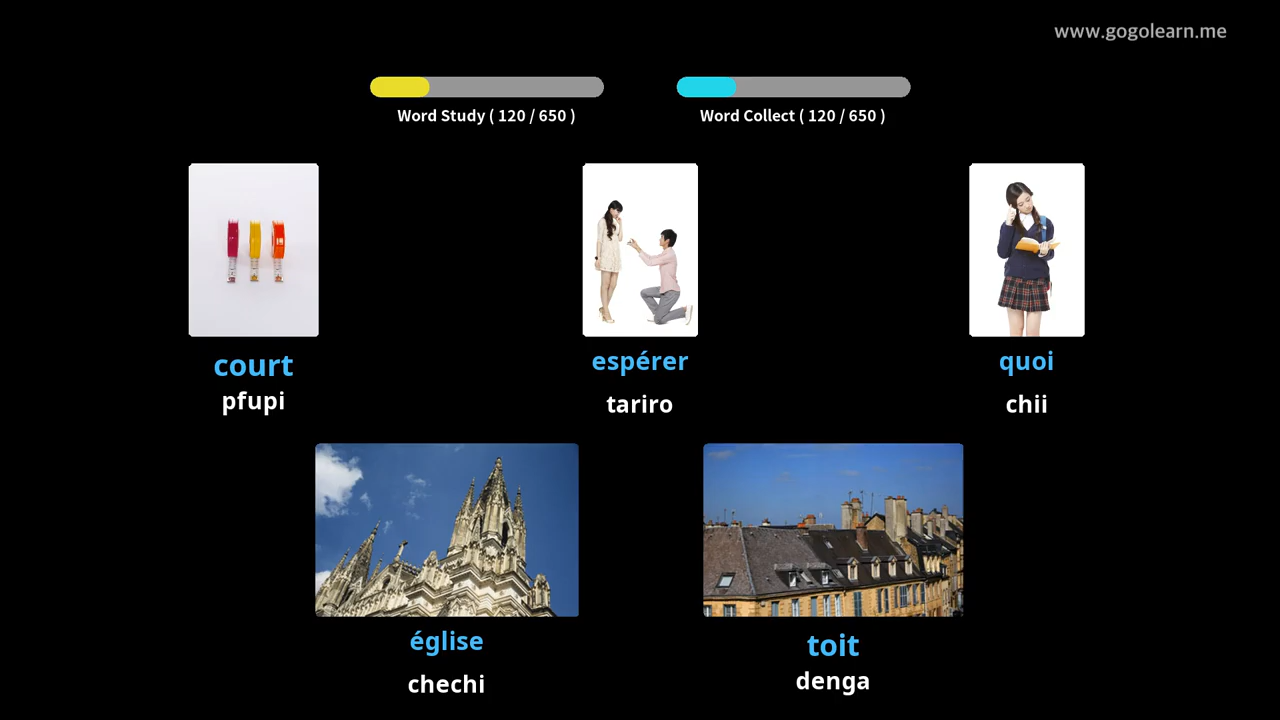 www.gogolearn.me
Word Study ( 120 / 650 )
Word Collect ( 120 / 650 )
court
pfupi
espérer
tariro
quoi
chii
église
chechi
toit
denga